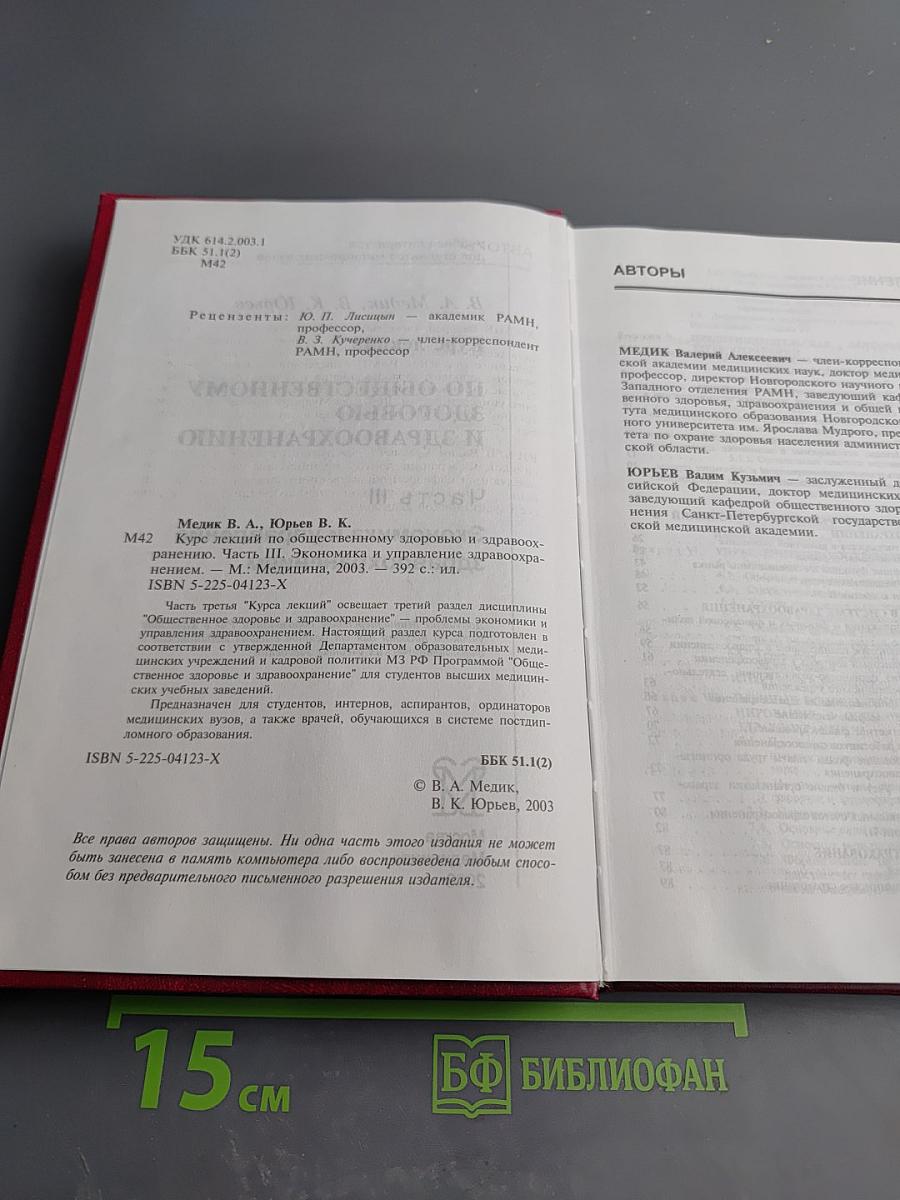 УДК 614.2.003.1
ББК 51.1(2)
М42
Рецензенты: Ю. П. Лисицын — академик РАМН,
профессор,
В. З. Кучеренко — член-корреспондент
РАМН, профессор
Медик В. А., Юрьев В. К.
М42 Курс лекций по общественному здоровью и здравоох-
ранению. Часть III. Экономика и управление здравоохра-
нением. — М.: Медицина, 2003. — 392 с.: ил.
ISBN 5-225-04123-X
Часть третья "Курса лекций" освещает третий раздел дисциплины
"Общественное здоровье и здравоохранение" — проблемы экономики и
управления здравоохранением. Настоящий раздел курса подготовлен в
соответствии с утвержденной Департаментом образовательных меди-
цинских учреждений и кадровой политики МЗ РФ Программой "Обще-
ственное здоровье и здравоохранение" для студентов высших медицин-
ских учебных заведений.
Предназначен для студентов, интернов, аспирантов, ординаторов
медицинских вузов, а также врачей, обучающихся в системе постдип-
ломного образования.
ISBN 5-225-04123-X
ББК 51.1(2)
© В. А. Медик,
В. К. Юрьев, 2003
Все права авторов защищены. Ни одна часть этого издания не может
быть занесена в память компьютера либо воспроизведена любым спосо-
бом без предварительного письменного разрешения издателя.
АВТОРЫ
МЕДИК Валерий Алексеевич — член-корреспон
ской академии медицинских наук, доктор меди
профессор, директор Новгородского научного
Западного отделения РАМН, заведующий каф
венного здоровья, здравоохранения и общей
тута медицинского образования Новгородског
ного университета им. Ярослава Мудрого, пре
тета по охране здоровья населения админист
ской области.
ЮРЬЕВ Вадим Кузьмич — заслуженный д
сийской Федерации, доктор медицинских
заведующий кафедрой общественного здор
нения Санкт-Петербургской государстве
ской медицинской академии.
15 см
БФ БИБЛИОФАН